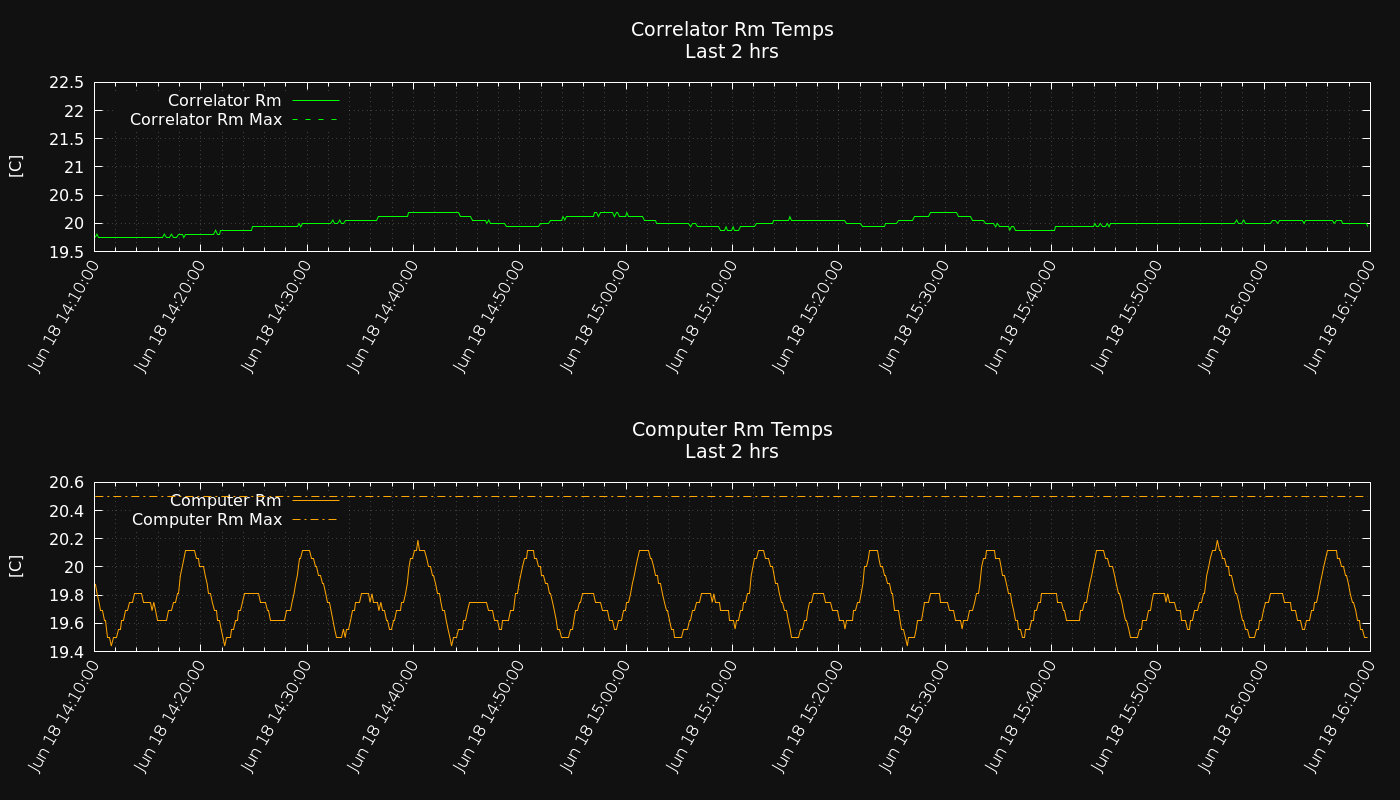 Correlator Rm Temps
Last 2 hrs
22.5
22
21.5
21
20.5
20
19.5
[C]
Correlator Rm
Correlator Rm Max
Jun 18 14:10:00
Jun 18 14:20:00
Jun 18 14:30:00
Jun 18 14:40:00
Jun 18 14:50:00
Jun 18 15:00:00
Jun 18 15:10:00
Jun 18 15:20:00
Jun 18 15:30:00
Jun 18 15:40:00
Jun 18 15:50:00
Jun 18 16:00:00
Jun 18 16:10:00
Computer Rm Temps
Last 2 hrs
20.6
20.4
20.2
20
19.8
19.6
19.4
[C]
Computer Rm
Computer Rm Max
Jun 18 14:10:00
Jun 18 14:20:00
Jun 18 14:30:00
Jun 18 14:40:00
Jun 18 14:50:00
Jun 18 15:00:00
Jun 18 15:10:00
Jun 18 15:20:00
Jun 18 15:30:00
Jun 18 15:40:00
Jun 18 15:50:00
Jun 18 16:00:00
Jun 18 16:10:00